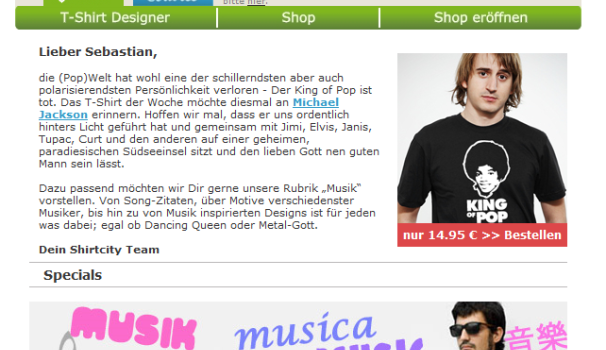 bitte hier.
T-Shirt Designer
Shop
Shop eröffnen
Lieber Sebastian,
die (Pop)Welt hat wohl eine der schillerndsten aber auch
polarisierendsten Persönlichkeit verloren - Der King of Pop ist
tot. Das T-Shirt der Woche möchte diesmal an Michael
Jackson erinnern. Hoffen wir mal, dass er uns ordentlich
hinters Licht geführt hat und gemeinsam mit Jimi, Elvis, Janis,
Tupac, Curt und den anderen auf einer geheimen,
paradiesischen Südseeinsel sitzt und den lieben Gott nen guten
Mann sein lässt.
Dazu passend möchten wir Dir gerne unsere Rubrik „Musik“
vorstellen. Von Song-Zitaten, über Motive verschiedenster
Musiker, bis hin zu von Musik inspirierten Designs ist für jeden
was dabei; egal ob Dancing Queen oder Metal-Gott.
Dein Shirtcity Team
KING
OF POP
nur 14.95 € >> Bestellen
Specials
MUSIK
musica
MUSIK
音樂